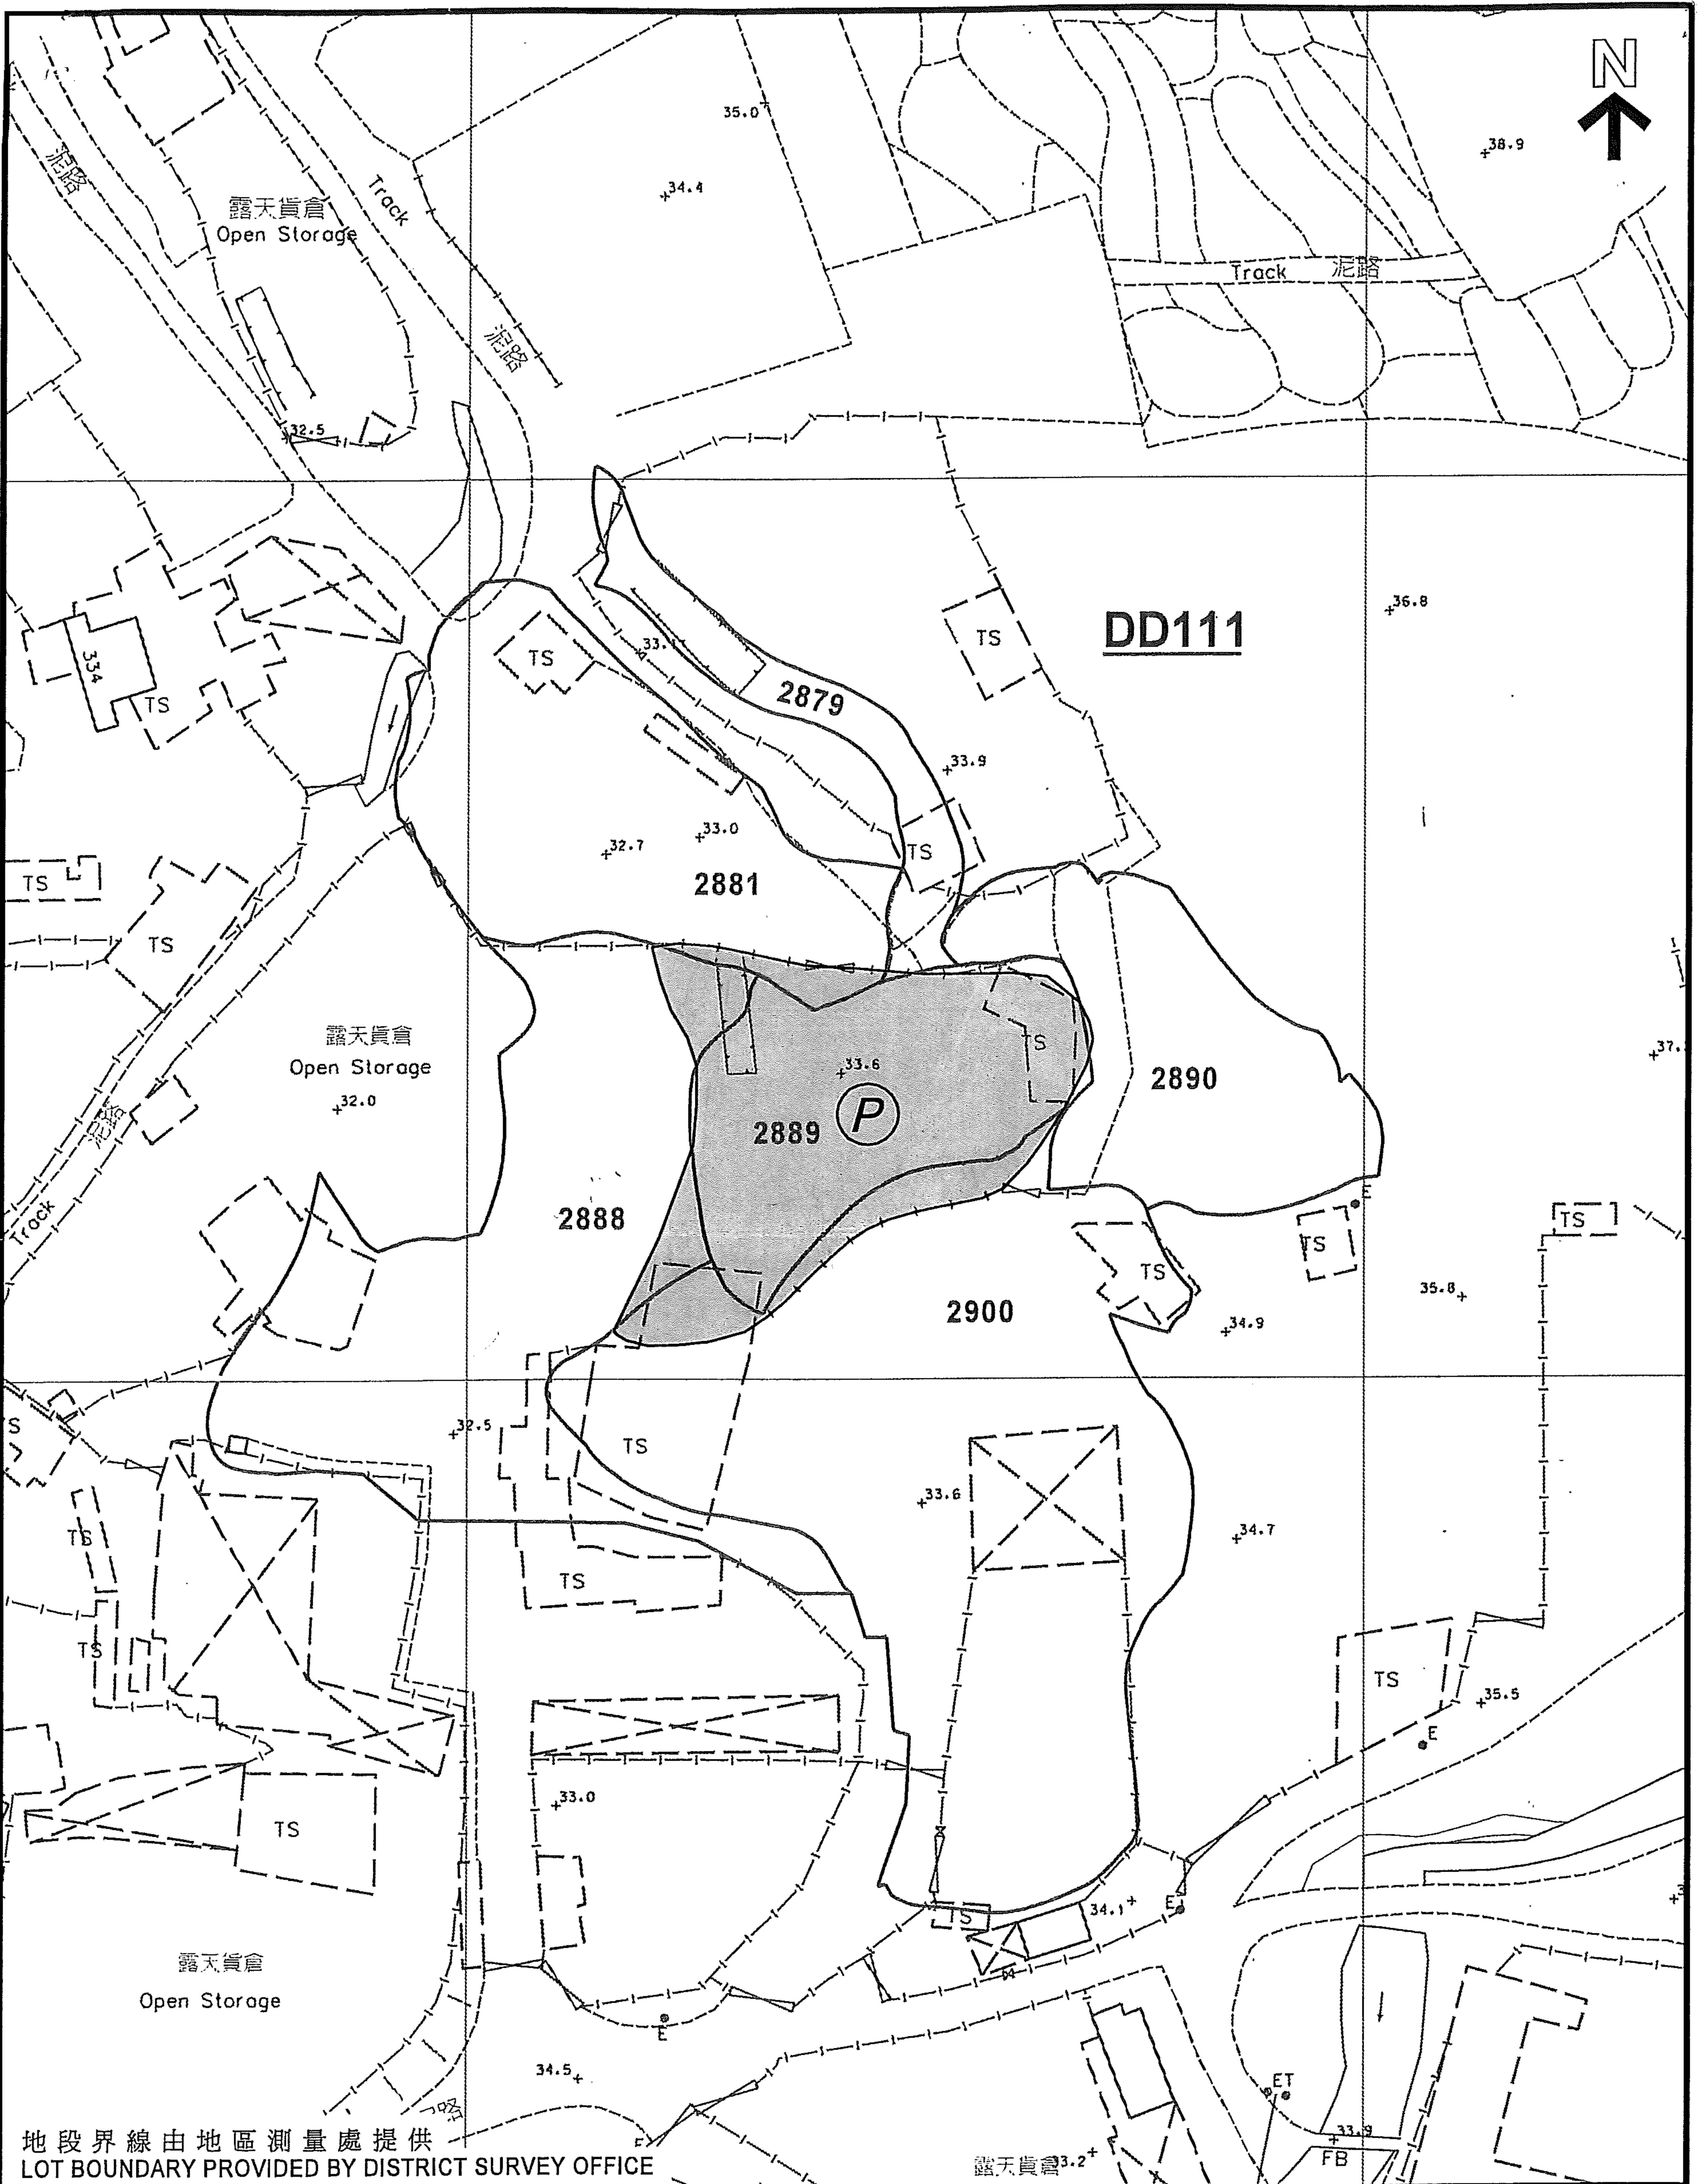 N
35.0
38.9
泥路
露天貨倉
Open Storage
Track
34.4
Track 泥路
泥路
32.5
36.8
DD111
334
TS
TS
33.
TS
2879
33.9
33.0
32.7
TS
TS
2881
TS
露天貨倉
Open Storage
32.0
33.6
TS
2890
37.
2889
P
泥路
Track
2888
E
TS
TS
TS
2900
35.8
34.9
S
32.5
TS
33.6
34.7
TS
TS
TS
TS
35.5
E
33.0
TS
TS
34.1
E
露天貨倉
Open Storage
E
34.5
ET
路
33.9
FB
露天貨倉
33.2
地段界線由地區測量處提供
LOT BOUNDARY PROVIDED BY DISTRICT SURVEY OFFICE